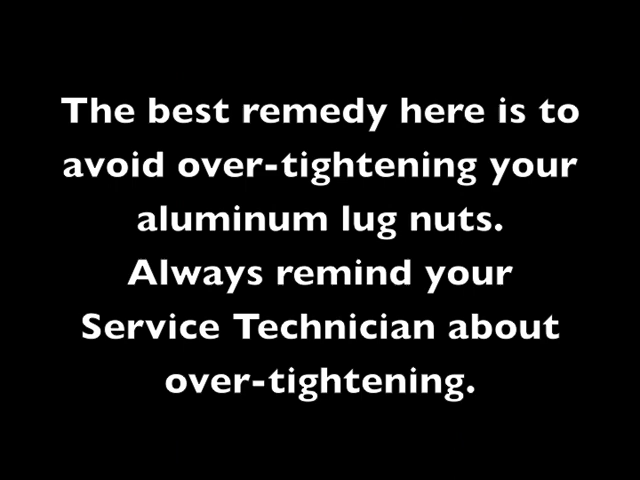 The best remedy here is to
avoid over-tightening your
aluminum lug nuts.
Always remind your
Service Technician about
over-tightening.